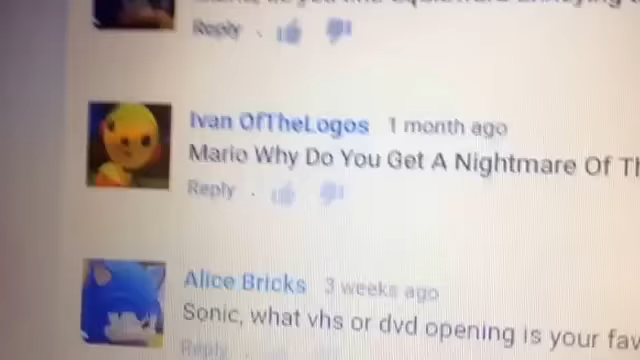 Reply
Ivan OfTheLogos 1 month ago
Mario Why Do You Get A Nightmare Of
Reply
Alice Bricks 3 weeks ago
Sonic, what vhs or dvd opening is your
Reply